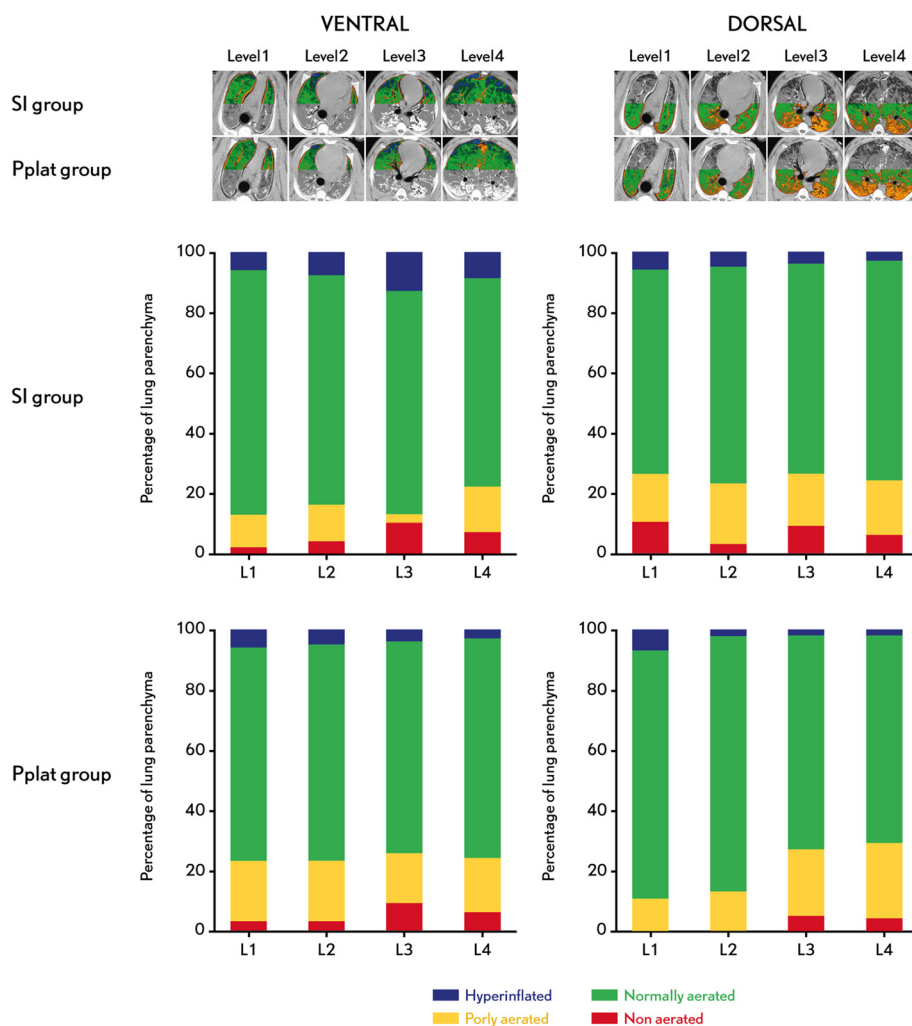 VENTRAL
DORSAL
Level1 Level2 Level3 Level4
Level1 Level2 Level3 Level4
SI group
Pplat group
SI group
Percentage of lung parenchyma
100
80
60
40
20
0
L1 L2 L3 L4
Percentage of lung parenchyma
100
80
60
40
20
0
L1 L2 L3 L4
Pplat group
Percentage of lung parenchyma
100
80
60
40
20
0
L1 L2 L3 L4
Percentage of lung parenchyma
100
80
60
40
20
0
L1 L2 L3 L4
Hyperinflated
Normally aerated
Porly aerated
Non aerated